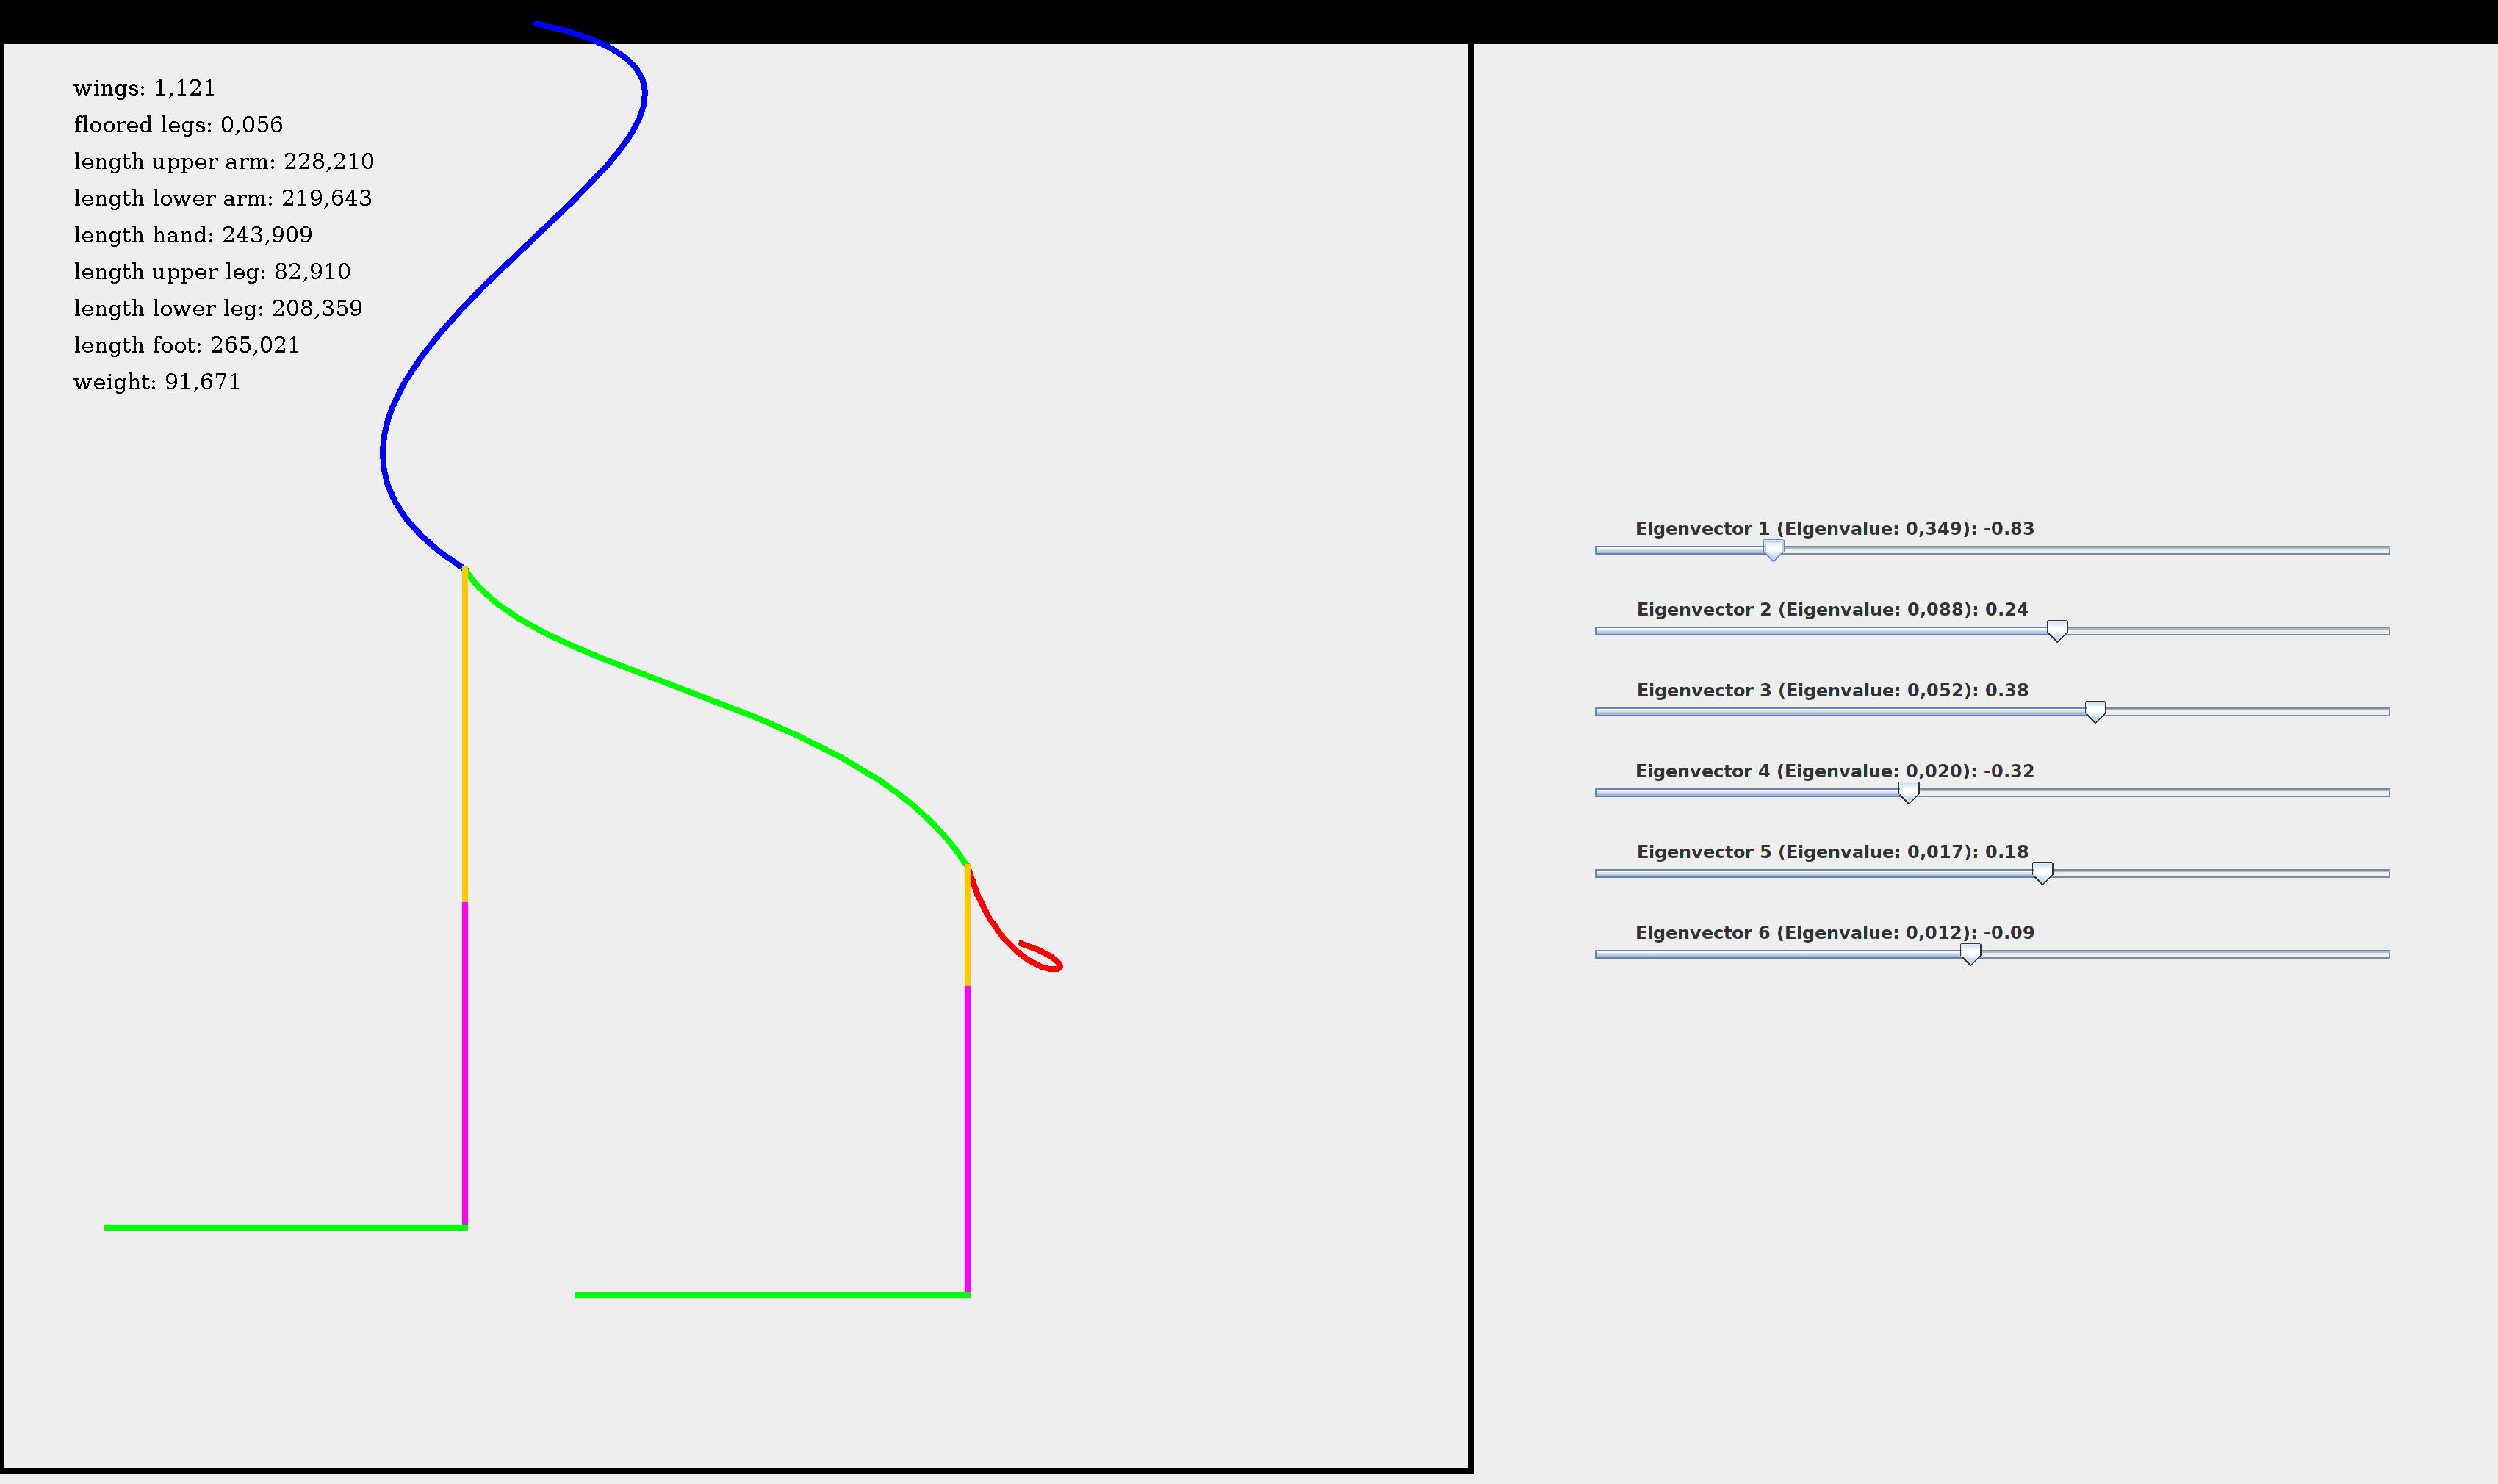 wings: 1,121
floored legs: 0,056
length upper arm: 228,210
length lower arm: 219,643
length hand: 243,909
length upper leg: 82,910
length lower leg: 208,359
length foot: 265,021
weight: 91,671
Eigenvector 1 (Eigenvalue: 0,349): -0.83
Eigenvector 2 (Eigenvalue: 0,088): 0.24
Eigenvector 3 (Eigenvalue: 0,052): 0.38
Eigenvector 4 (Eigenvalue: 0,020): -0.32
Eigenvector 5 (Eigenvalue: 0,017): 0.18
Eigenvector 6 (Eigenvalue: 0,012): -0.09